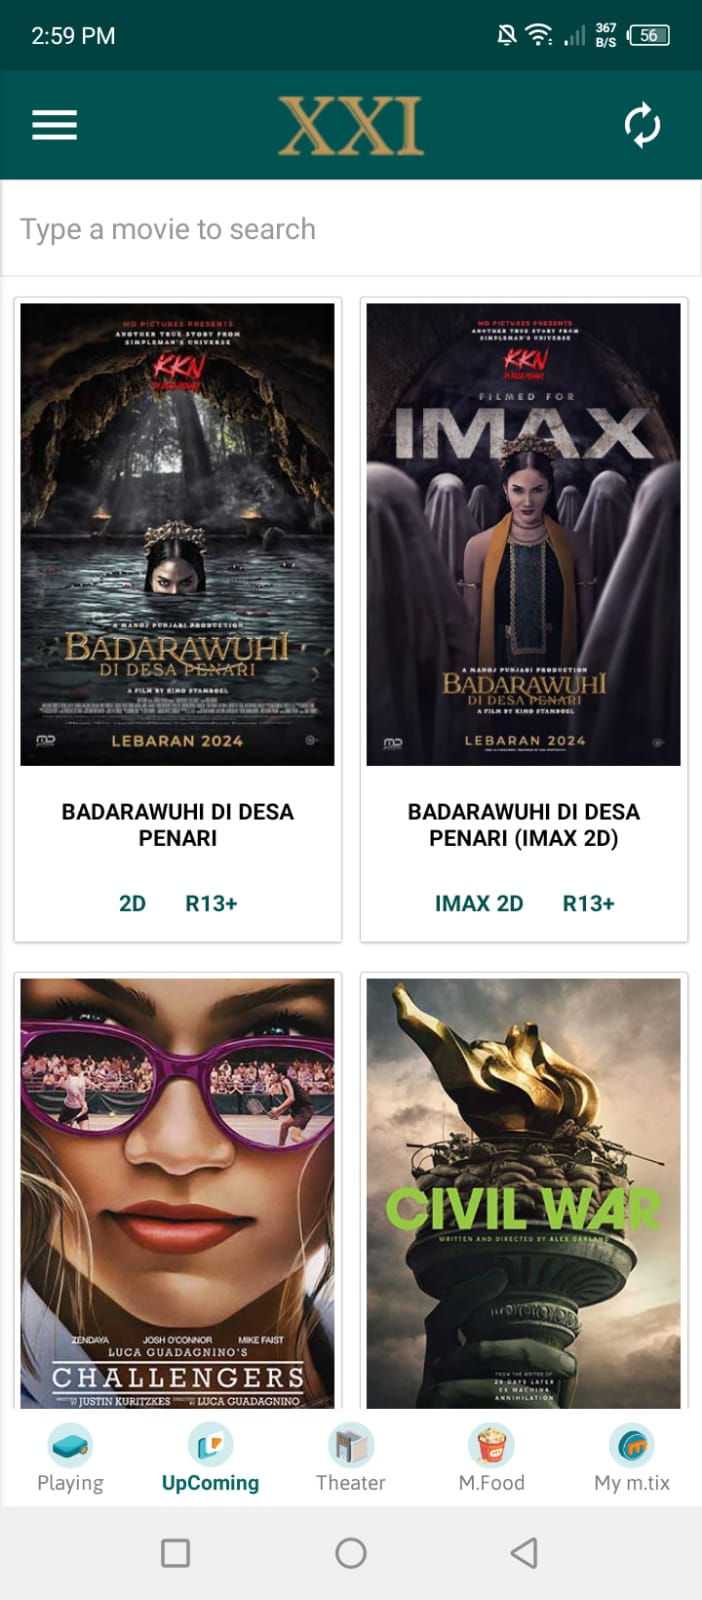 2:59 PM
367
B/S
56
XXI
Type a movie to search
MD PICTURES PRESENTS
ANOTHER TRUE STORY FROM
SIMPLEMAN'S UNIVERSE
KKN
DI DESA PENARI
A MANOJ PUNJABI PRODUCTION
BADARAWUHI
DI DESA PENARI
A FILM BY KIMO STAMBOEL
MD
LEBARAN 2024
MD PICTURES PRESENTS
ANOTHER TRUE STORY FROM
SIMPLEMAN'S UNIVERSE
KKN
DI DESA PENARI
FILMED FOR
IMAX
A MANOJ PUNJABI PRODUCTION
BADARAWUHI
DI DESA PENARI
A FILM BY KIMO STAMBOEL
MD
LEBARAN 2024
BADARAWUHI DI DESA
PENARI
2D R13+
BADARAWUHI DI DESA
PENARI (IMAX 2D)
IMAX 2D R13+
ZENDAYA JOSH O'CONNOR MIKE FAIST
LUCA GUADAGNINO'S
CHALLENGERS
BY JUSTIN KURITZKES LUCA GUADAGNINO
CIVIL WAR
WRITTEN AND DIRECTED BY ALEX GARLAND
FROM THE WRITER OF
28 DAYS LATER
EX MACHINA
ANNIHILATION
Playing
UpComing
Theater
M.Food
My m.tix